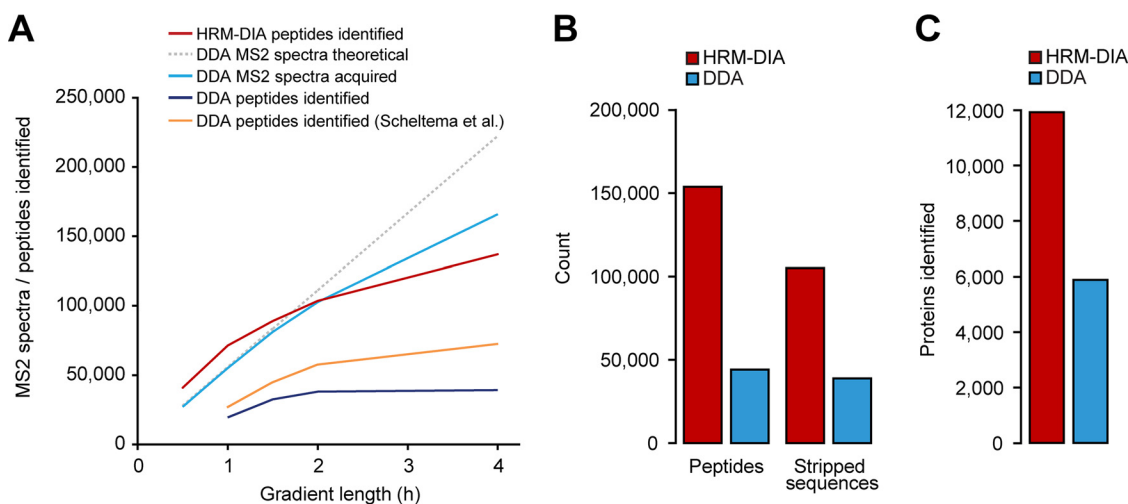 A
HRM-DIA peptides identified
DDA MS2 spectra theoretical
DDA MS2 spectra acquired
DDA peptides identified
DDA peptides identified (Scheltema et al.)
MS2 spectra / peptides identified
250,000
200,000
150,000
100,000
50,000
0
0
1
2
3
4
Gradient length (h)
B
HRM-DIA
DDA
Count
200,000
150,000
100,000
50,000
0
Peptides
Stripped
sequences
C
HRM-DIA
DDA
Proteins identified
12,000
10,000
8,000
6,000
4,000
2,000
0